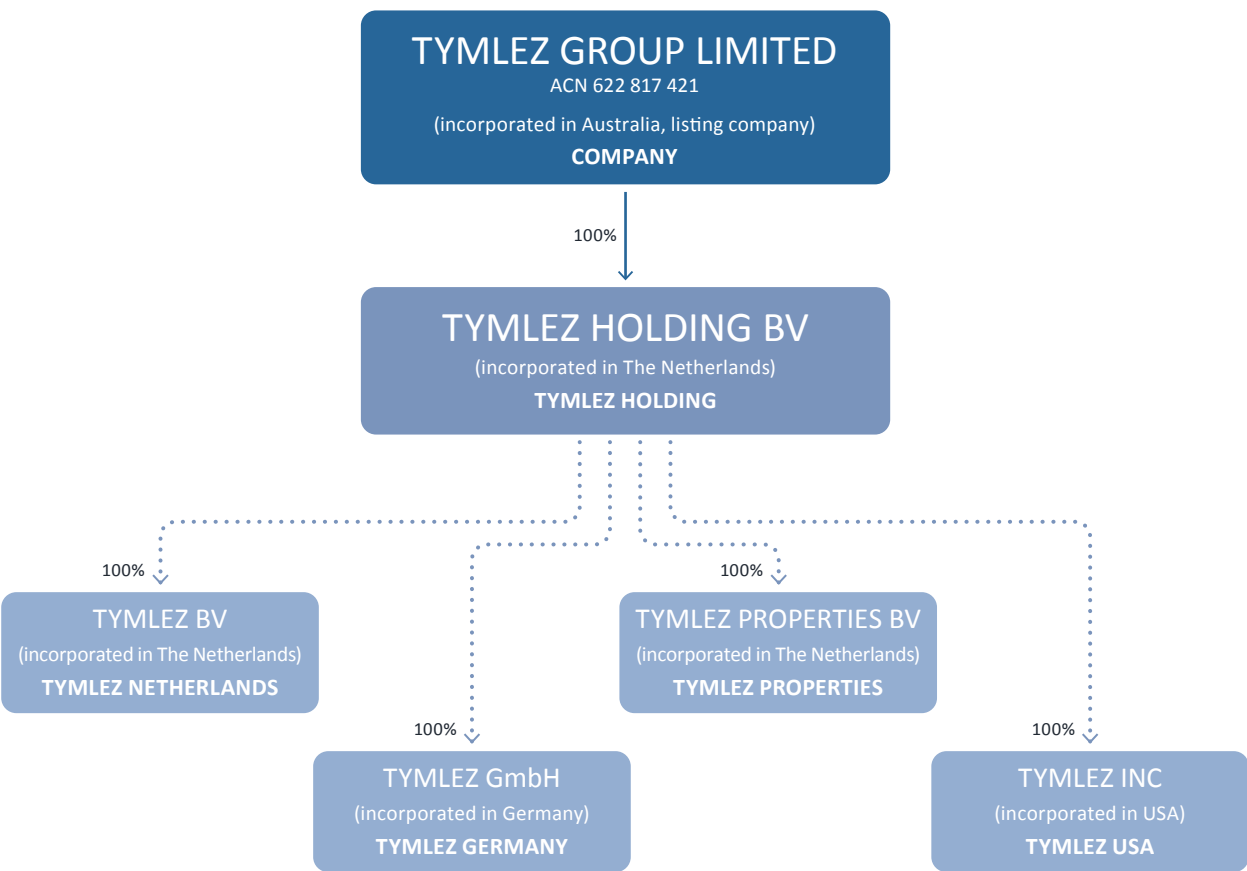 TYMLEZ GROUP LIMITED
ACN 622 817 421
(incorporated in Australia, listing company)
COMPANY
100%
TYMLEZ HOLDING BV
(incorporated in The Netherlands)
TYMLEZ HOLDING
100%
TYMLEZ BV
(incorporated in The Netherlands)
TYMLEZ NETHERLANDS
100%
TYMLEZ PROPERTIES BV
(incorporated in The Netherlands)
TYMLEZ PROPERTIES
100%
TYMLEZ GmbH
(incorporated in Germany)
TYMLEZ GERMANY
100%
TYMLEZ INC
(incorporated in USA)
TYMLEZ USA